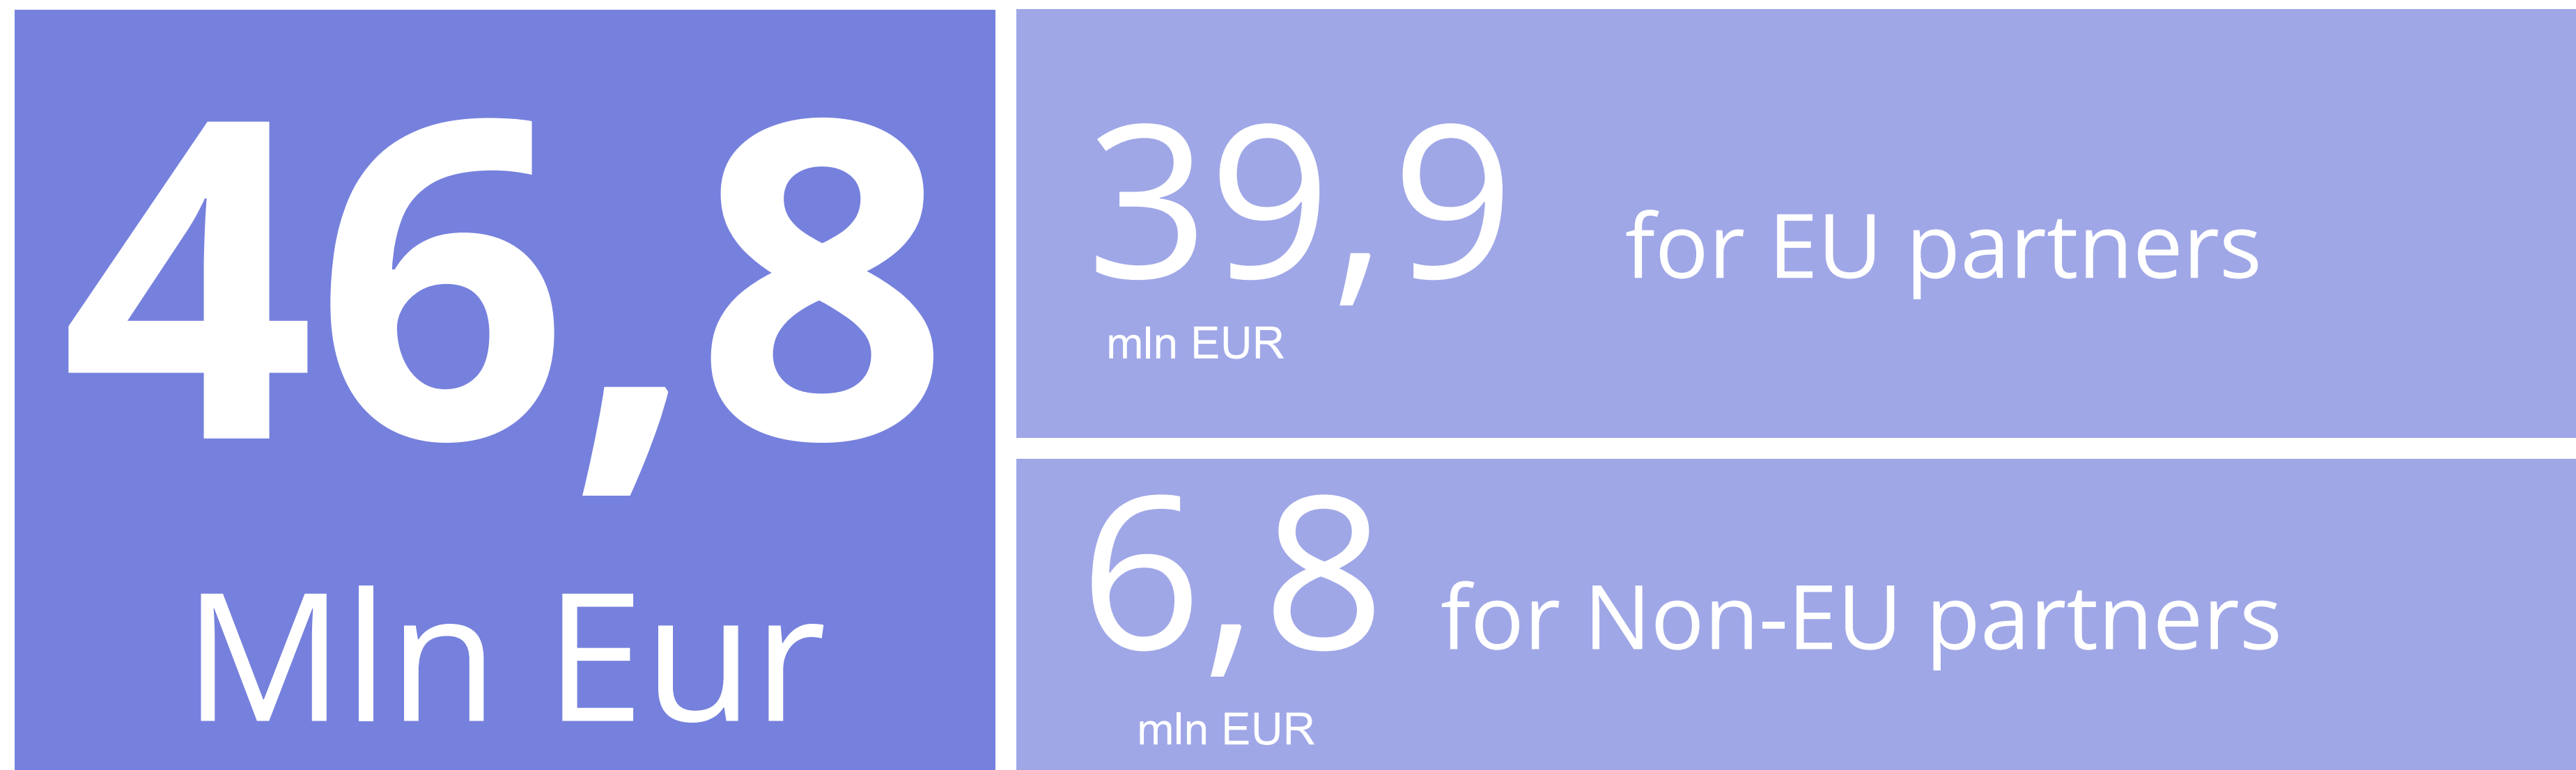 46,8
Mln Eur
39,9 for EU partners
mln EUR
6,8 for Non-EU partners
mln EUR